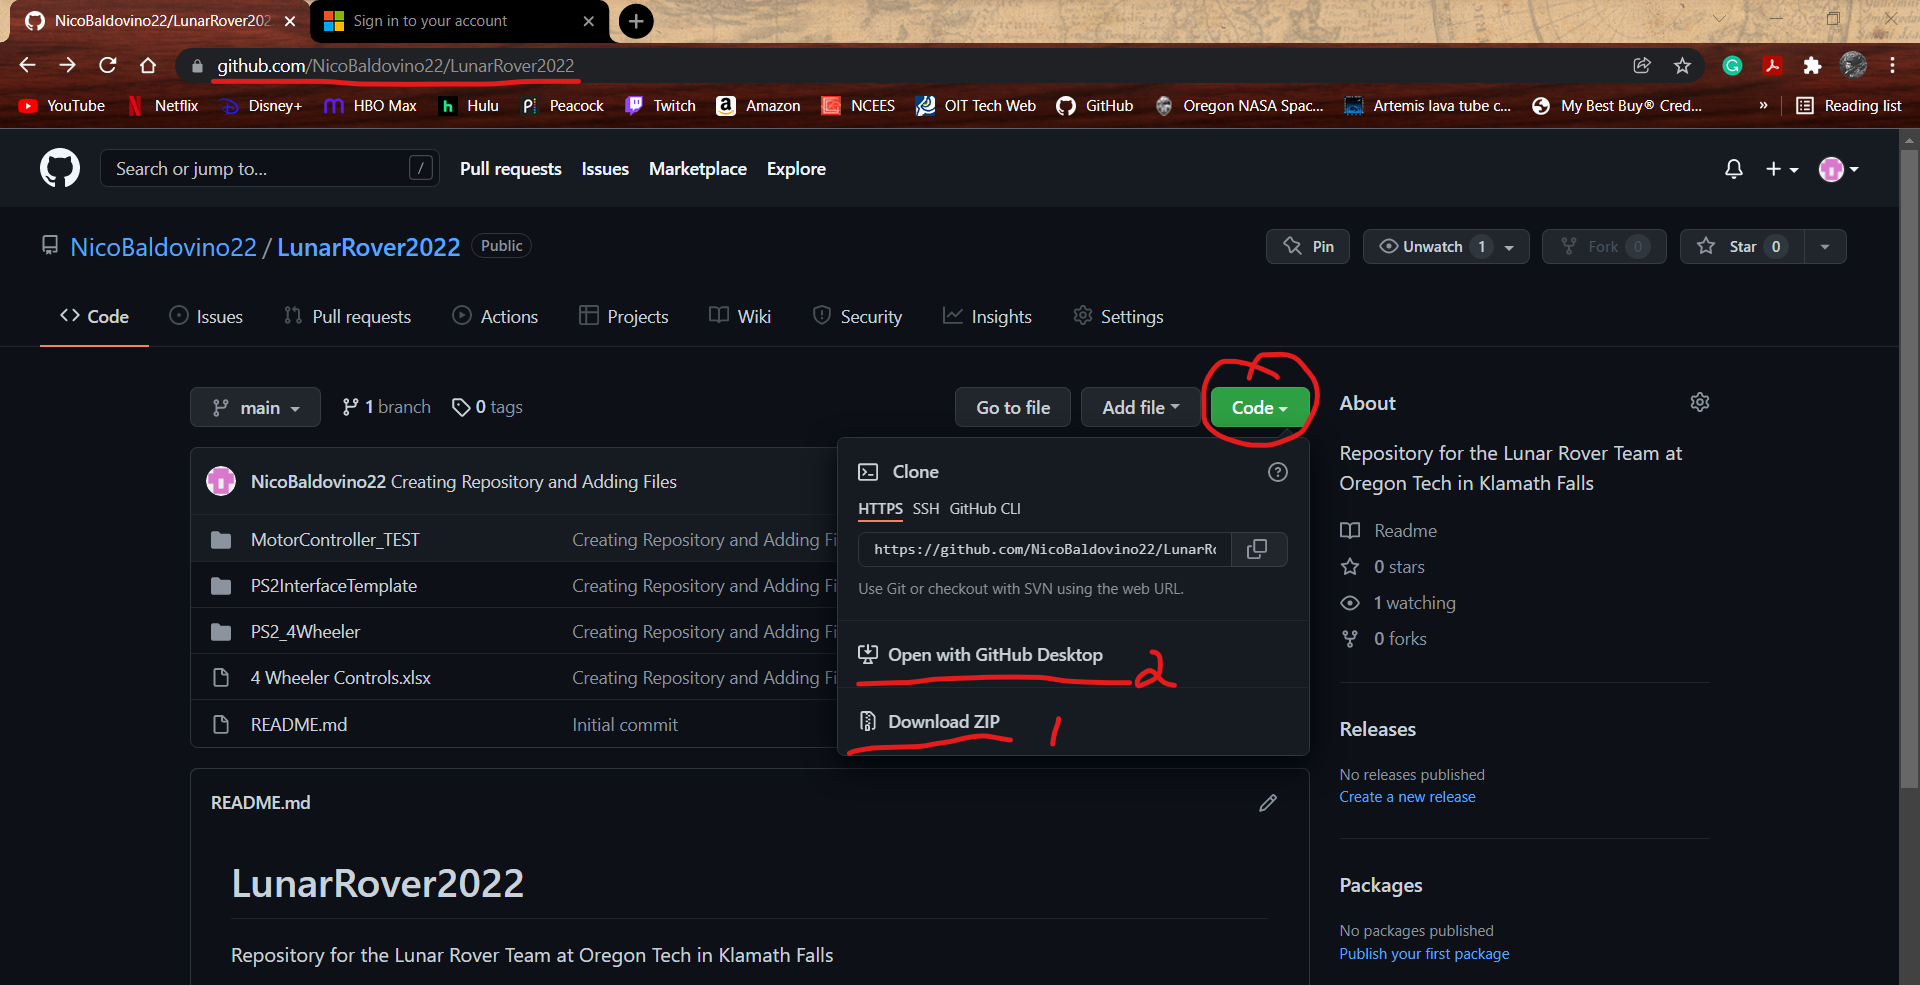 NicoBaldovino22/LunarRover202
Sign in to your account
github.com/NicoBaldovino22/LunarRover2022
YouTube Netflix Disney+ HBO Max Hulu Peacock Twitch Amazon NCEES OIT Tech Web GitHub Oregon NASA Spac... Artemis lava tube c... My Best Buy® Cred... » Reading list
Search or jump to... / Pull requests Issues Marketplace Explore
NicoBaldovino22 / LunarRover2022 Public Pin Unwatch 1 Fork 0 Star 0
Code Issues Pull requests Actions Projects Wiki Security Insights Settings
main 1 branch 0 tags Go to file Add file Code
NicoBaldovino22 Creating Repository and Adding Files
MotorController_TEST Creating Repository and Adding Fi
PS2InterfaceTemplate Creating Repository and Adding Fi
PS2_4Wheeler Creating Repository and Adding Fi
4 Wheeler Controls.xlsx Creating Repository and Adding Fi
README.md Initial commit
Clone
HTTPS SSH GitHub CLI
https://github.com/NicoBaldovino22/LunarRo
Use Git or checkout with SVN using the web URL.
Open with GitHub Desktop 2
Download ZIP 1
README.md
LunarRover2022
Repository for the Lunar Rover Team at Oregon Tech in Klamath Falls
About
Repository for the Lunar Rover Team at
Oregon Tech in Klamath Falls
Readme
0 stars
1 watching
0 forks
Releases
No releases published
Create a new release
Packages
No packages published
Publish your first package